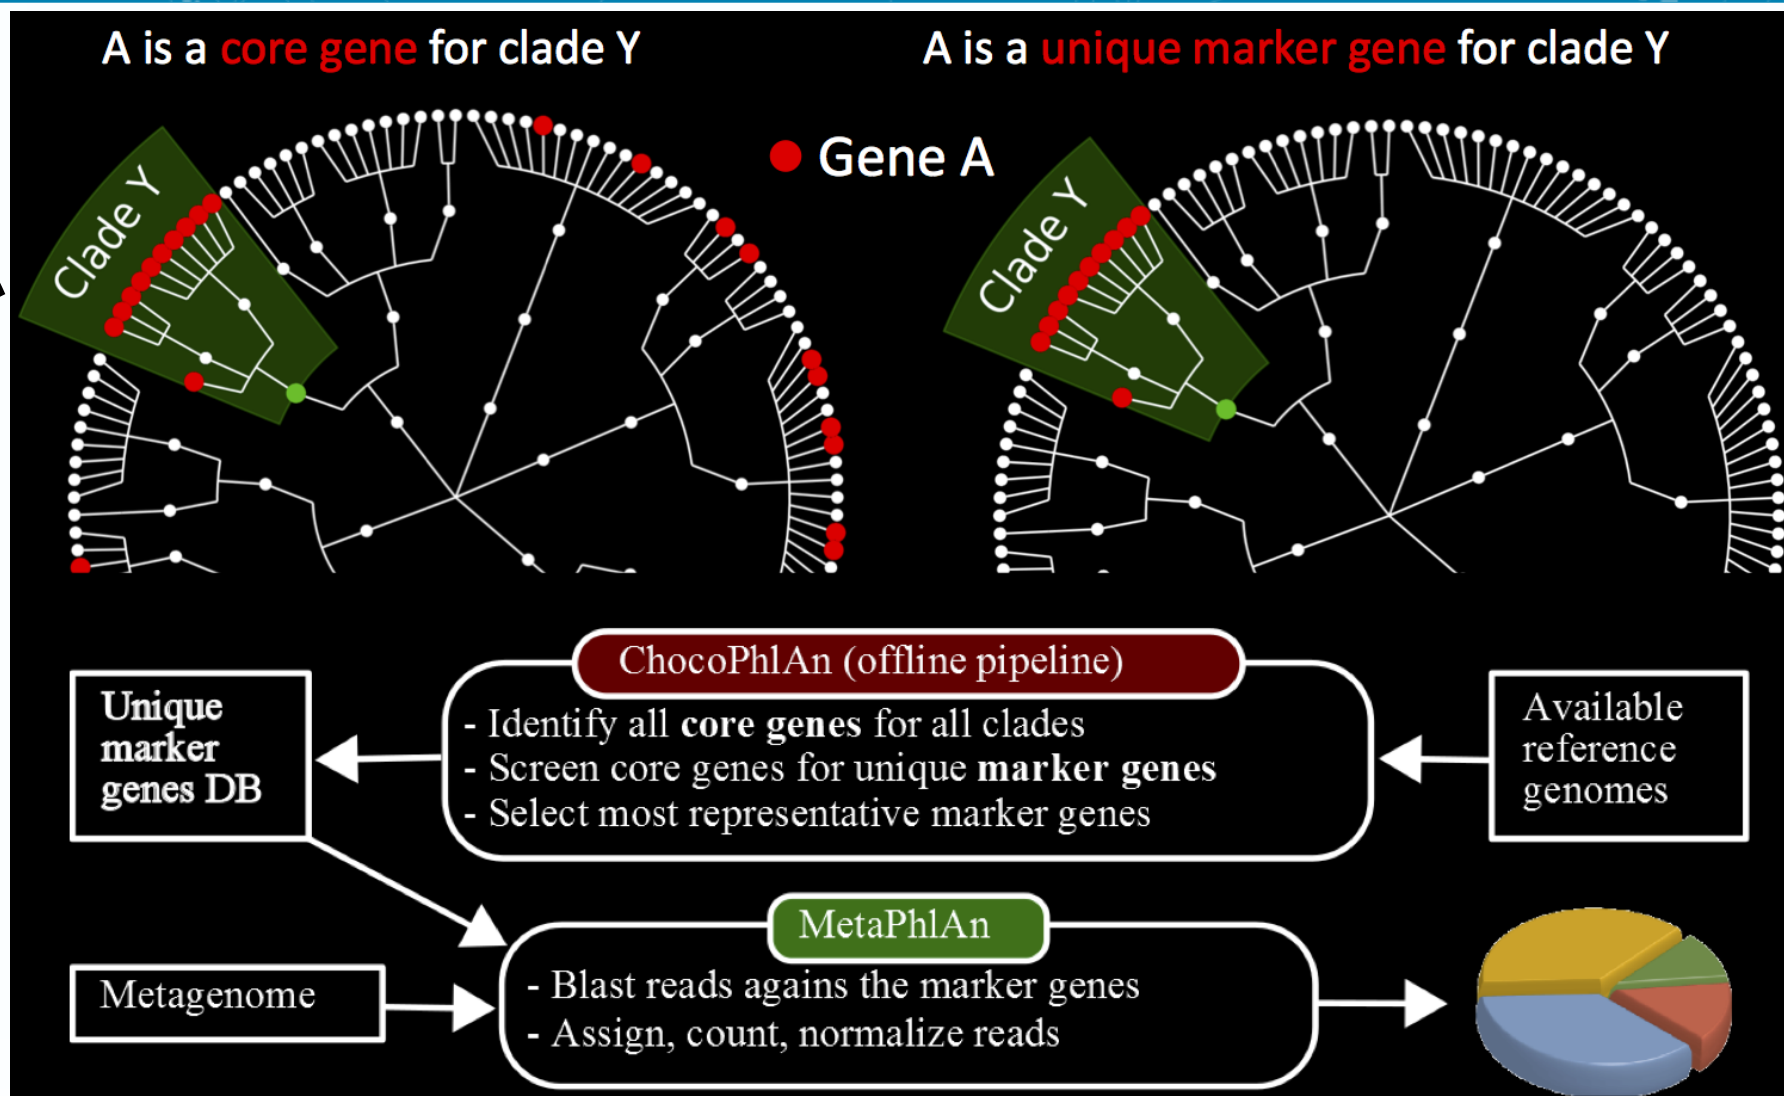 A is a core gene for clade Y
A is a unique marker gene for clade Y
Gene A
Clade Y
Clade Y
ChocoPhlAn (offline pipeline)
- Identify all core genes for all clades
- Screen core genes for unique marker genes
- Select most representative marker genes
Unique
marker
genes DB
Available
reference
genomes
MetaPhlAn
- Blast reads agains the marker genes
- Assign, count, normalize reads
Metagenome